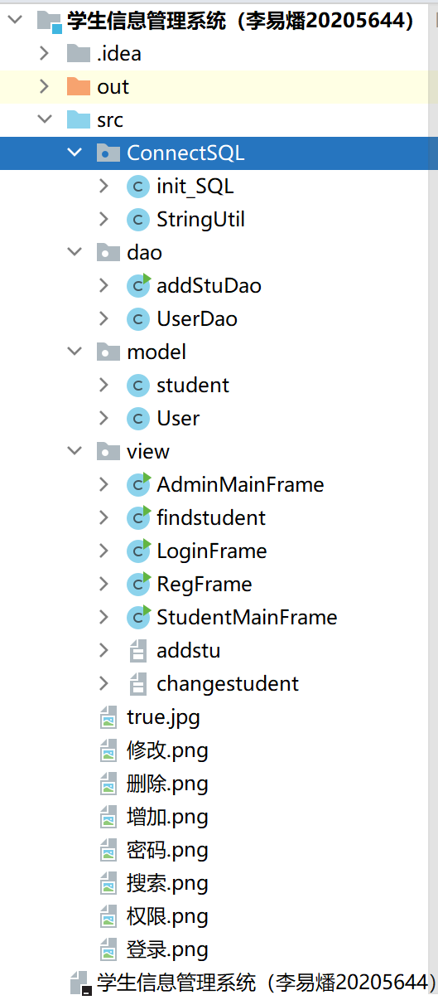 学生信息管理系统（李易燔20205644）
.idea
out
src
ConnectSQL
init_SQL
StringUtil
dao
addStuDao
UserDao
model
student
User
view
AdminMainFrame
findstudent
LoginFrame
RegFrame
StudentMainFrame
addstu
changestudent
true.jpg
修改.png
删除.png
增加.png
密码.png
搜索.png
权限.png
登录.png
学生信息管理系统（李易燔20205644）